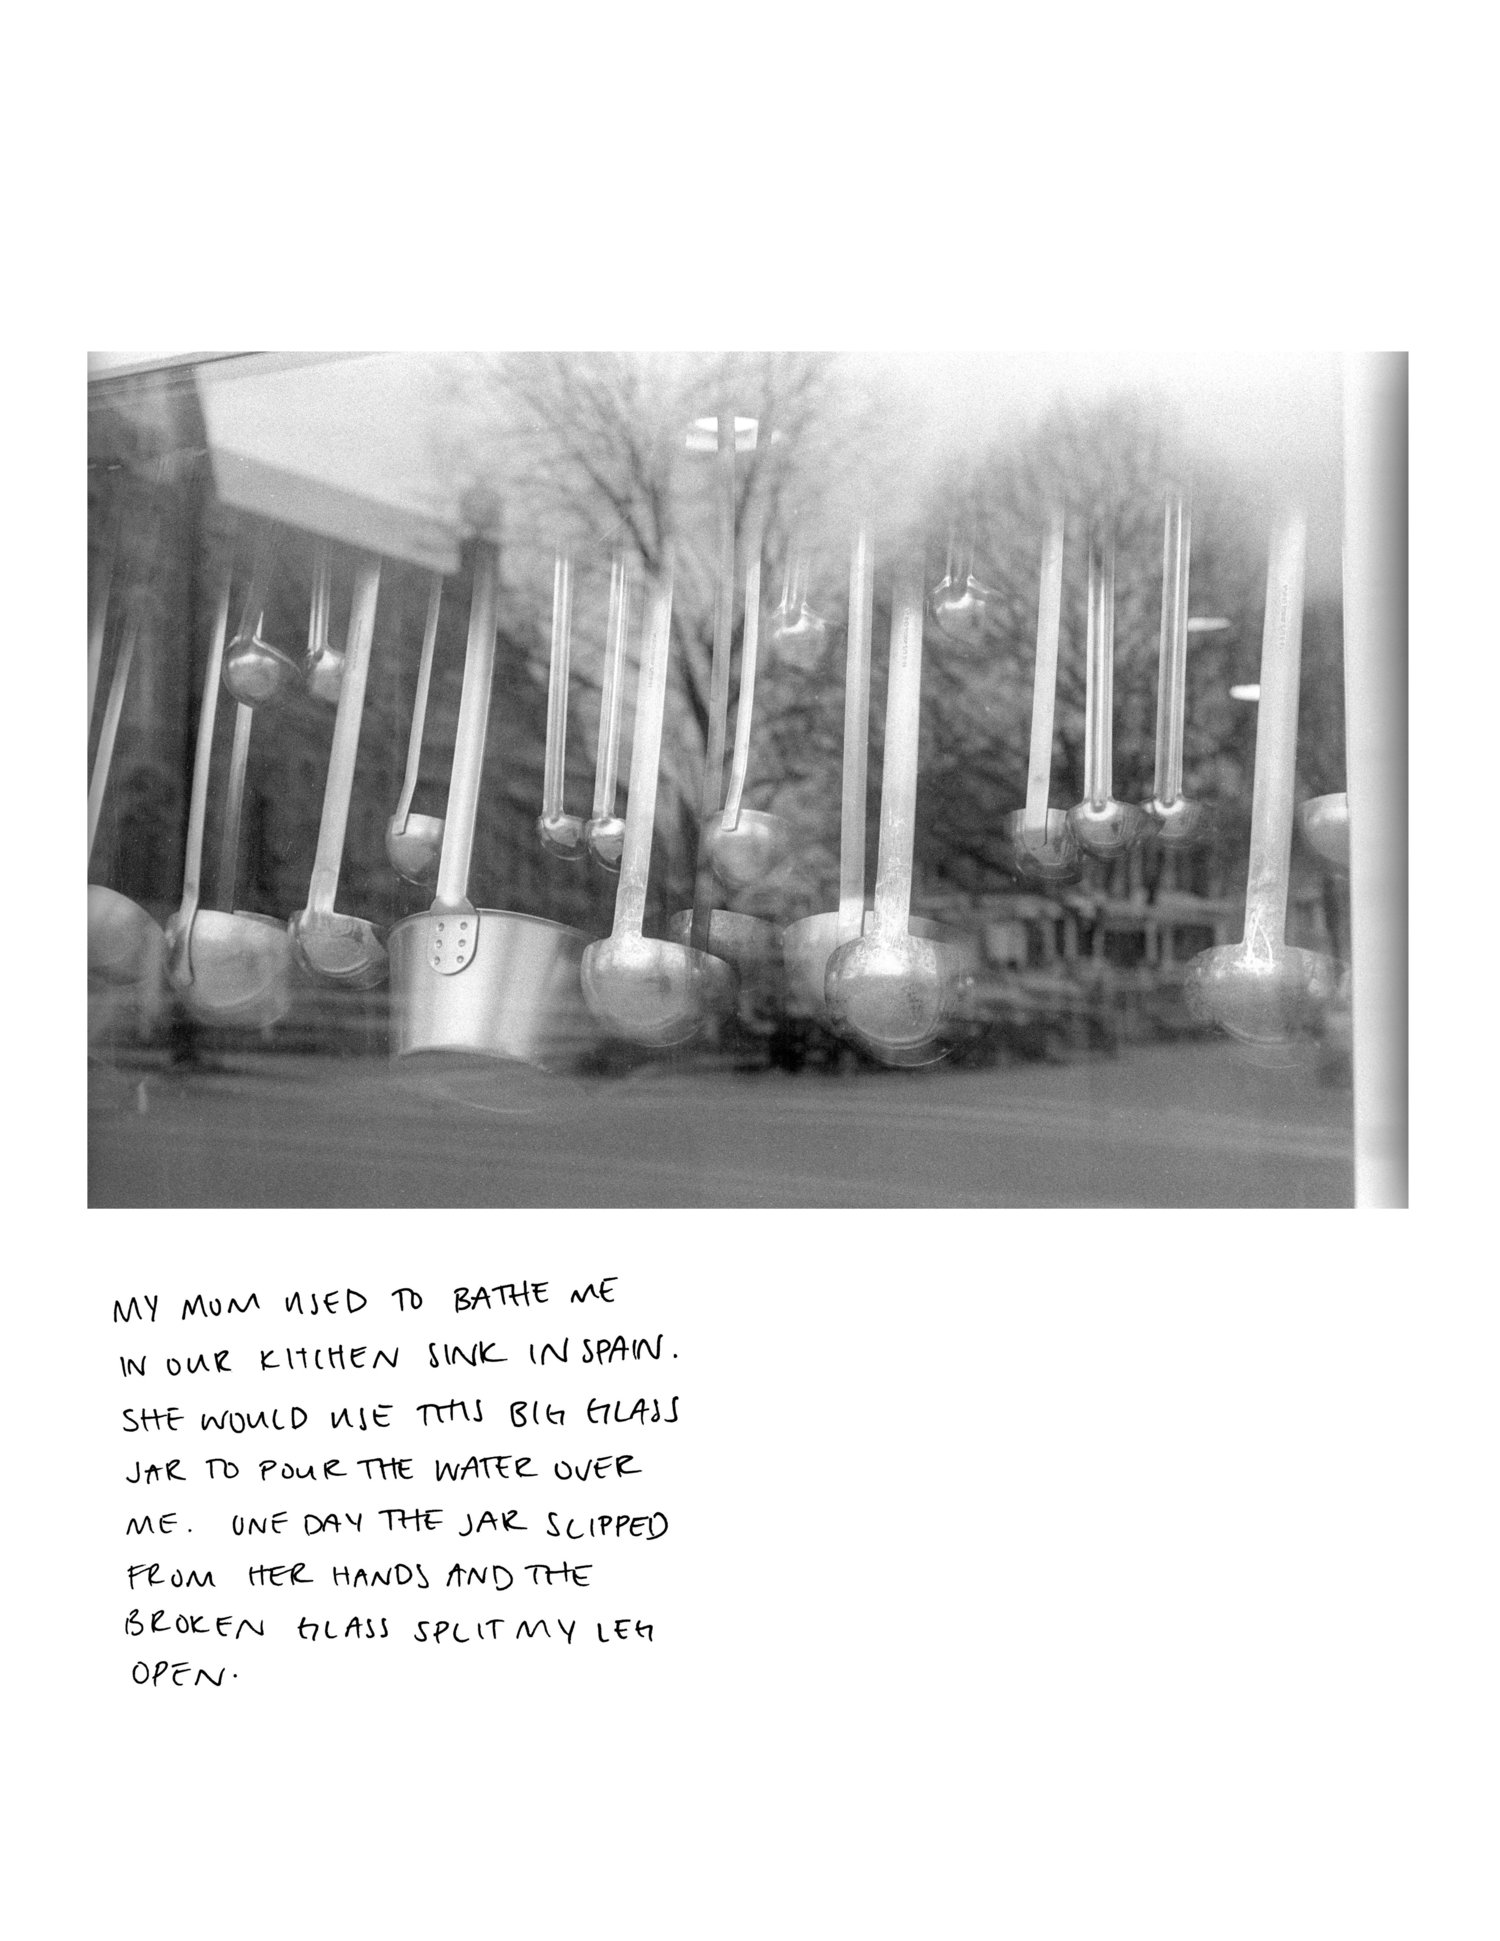 MY MUM USED TO BATHE ME
IN OUR KITCHEN SINK IN SPAIN.
SHE WOULD USE THIS BIG GLASS
JAR TO POUR THE WATER OVER
ME. ONE DAY THE JAR SLIPPED
FROM HER HANDS AND THE
BROKEN GLASS SPLIT MY LEG
OPEN.